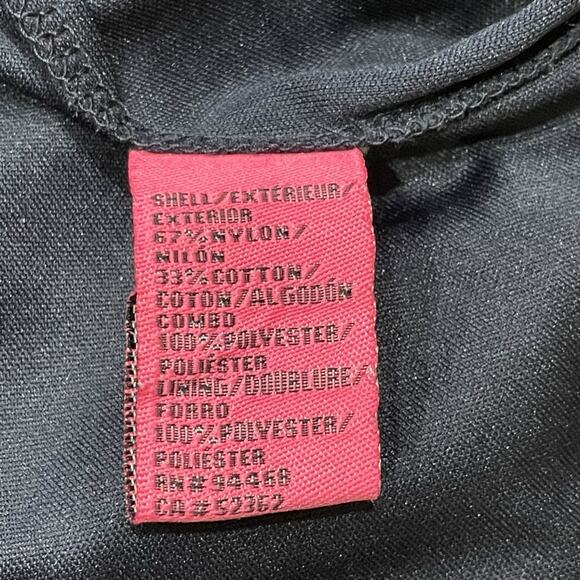 SHELL/EXTÉRIEUR/
EXTERIOR
67%NYLON/
NILÓN
33%COTTON/
COTON/ALGODÓN
COMBO
100%POLYESTER/
POLIÉSTER
LINING/DOUBLURE/
FORRO
100%POLYESTER/
POLIÉSTER
RN# 94468
CA# 52362